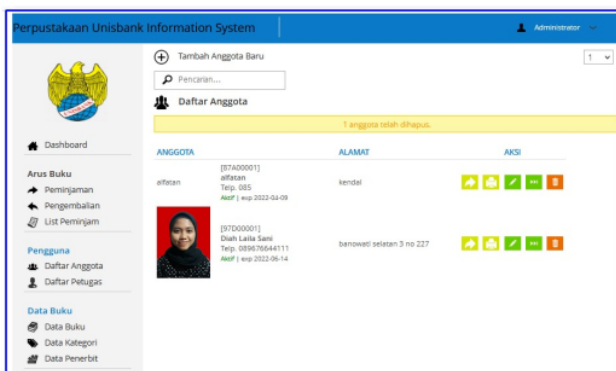 Perpustakaan Unisbank Information System
Administrator
Tambah Anggota Baru
1
Pencarian...
Daftar Anggota
1 anggota telah dihapus.
Dashboard
Arus Buku
Peminjaman
Pengembalian
List Peminjam
Pengguna
Daftar Anggota
Daftar Petugas
Data Buku
Data Buku
Data Kategori
Data Penerbit
ANGGOTA ALAMAT AKSI
alfatan
[87A00001]
alfatan
Telp. 085
Aktif | exp 2022-04-09
kendal
[97D00001]
Diah Laila Sani
Telp. 089676644111
Aktif | exp 2022-06-14
banowati selatan 3 no 227